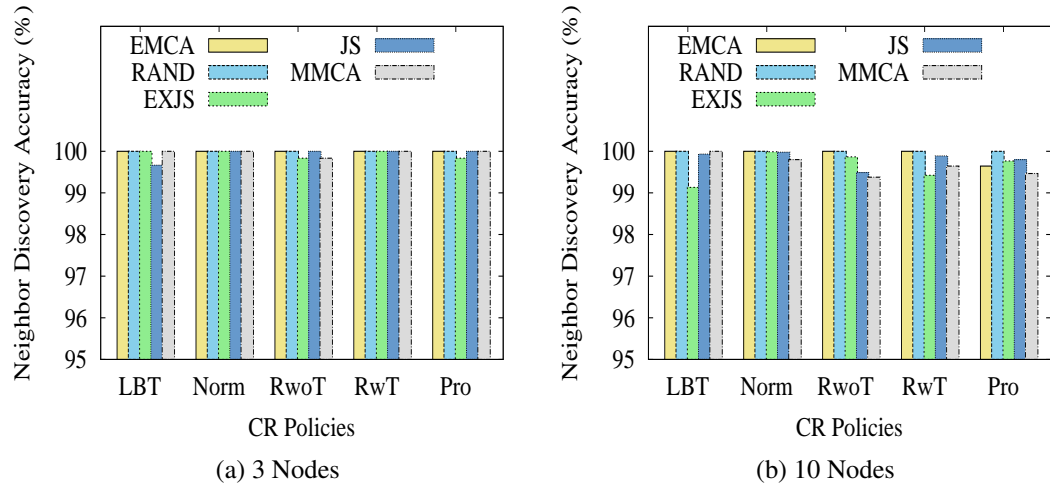 Neighbor Discovery Accuracy (%)
EMCA
RAND
EXJS
JS
MMCA
100
99
98
97
96
95
LBT Norm RwoT RwT Pro
CR Policies
(a) 3 Nodes
Neighbor Discovery Accuracy (%)
EMCA
RAND
EXJS
JS
MMCA
100
99
98
97
96
95
LBT Norm RwoT RwT Pro
CR Policies
(b) 10 Nodes